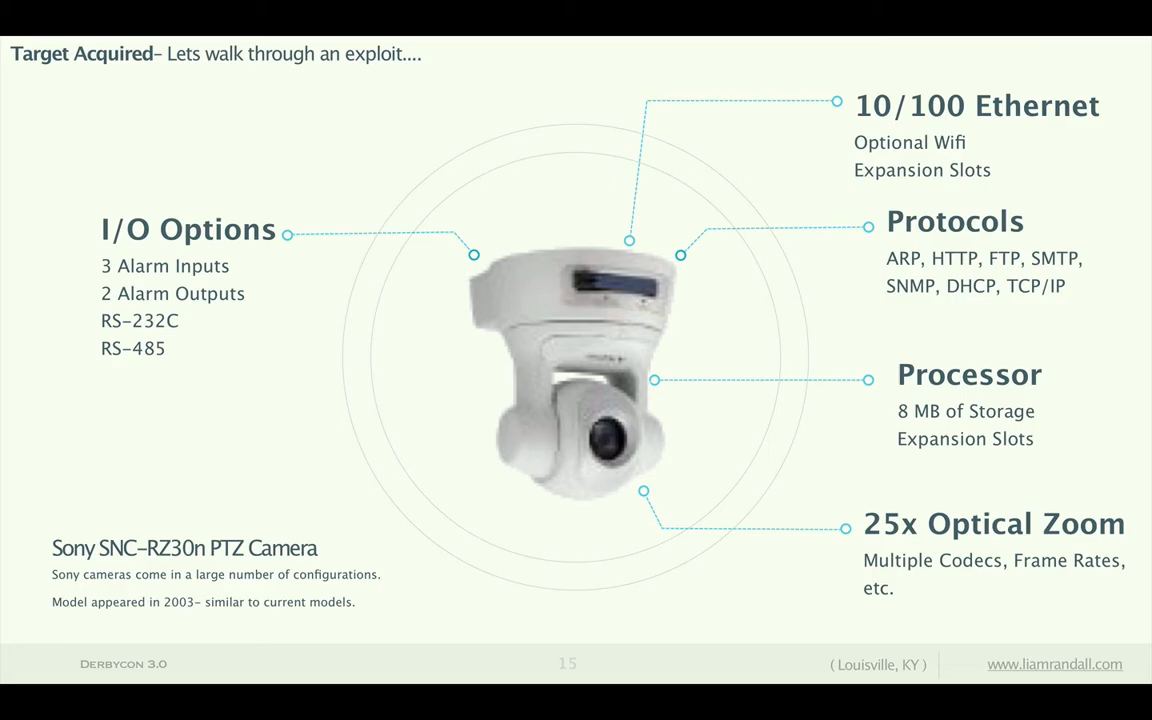 Target Acquired– Lets walk through an exploit....
10/100 Ethernet
Optional Wifi
Expansion Slots
I/O Options
3 Alarm Inputs
2 Alarm Outputs
RS-232C
RS-485
Protocols
ARP, HTTP, FTP, SMTP,
SNMP, DHCP, TCP/IP
Processor
8 MB of Storage
Expansion Slots
25x Optical Zoom
Multiple Codecs, Frame Rates,
etc.
Sony SNC-RZ30n PTZ Camera
Sony cameras come in a large number of configurations.
Model appeared in 2003– similar to current models.
Derbycon 3.0
15
( Louisville, KY )
www.liamrandall.com